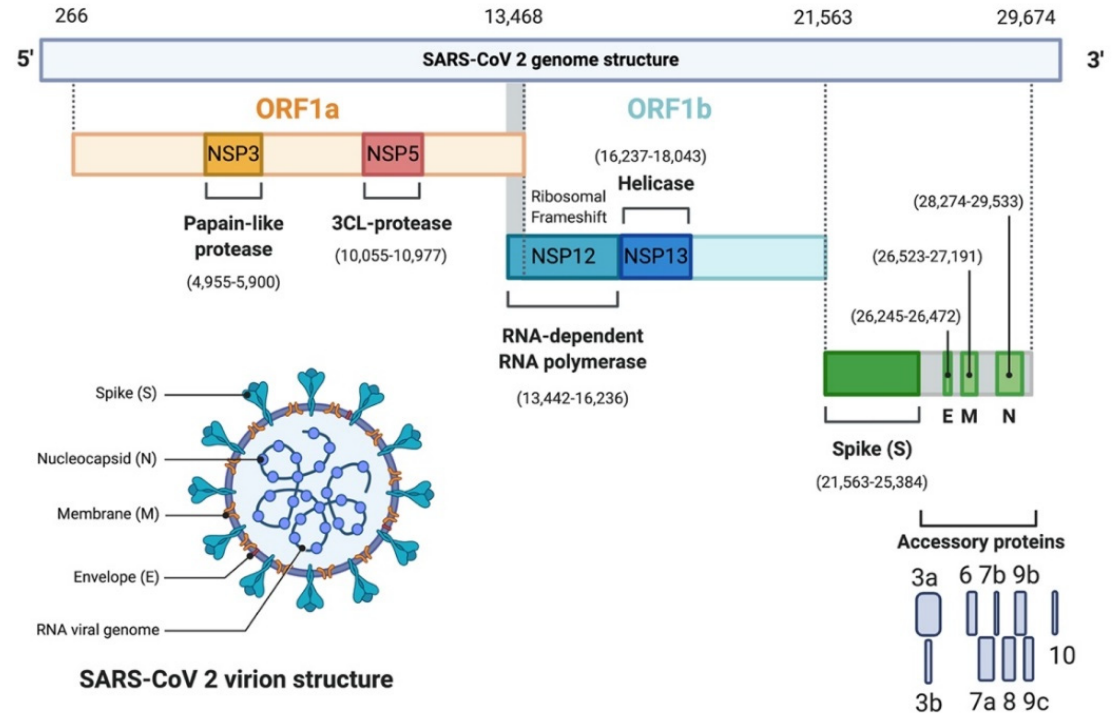 266 13,468 21,563 29,674
5' SARS-CoV 2 genome structure 3'
ORF1a ORF1b
NSP3 NSP5
(16,237-18,043)
Helicase
Ribosomal
Frameshift
Papain-like
protease
(4,955-5,900)
3CL-protease
(10,055-10,977)
NSP12 NSP13
RNA-dependent
RNA polymerase
(13,442-16,236)
(28,274-29,533)
(26,523-27,191)
(26,245-26,472)
E M N
Spike (S)
(21,563-25,384)
Accessory proteins
3a 6 7b 9b
10
3b 7a 8 9c
Spike (S)
Nucleocapsid (N)
Membrane (M)
Envelope (E)
RNA viral genome
SARS-CoV 2 virion structure